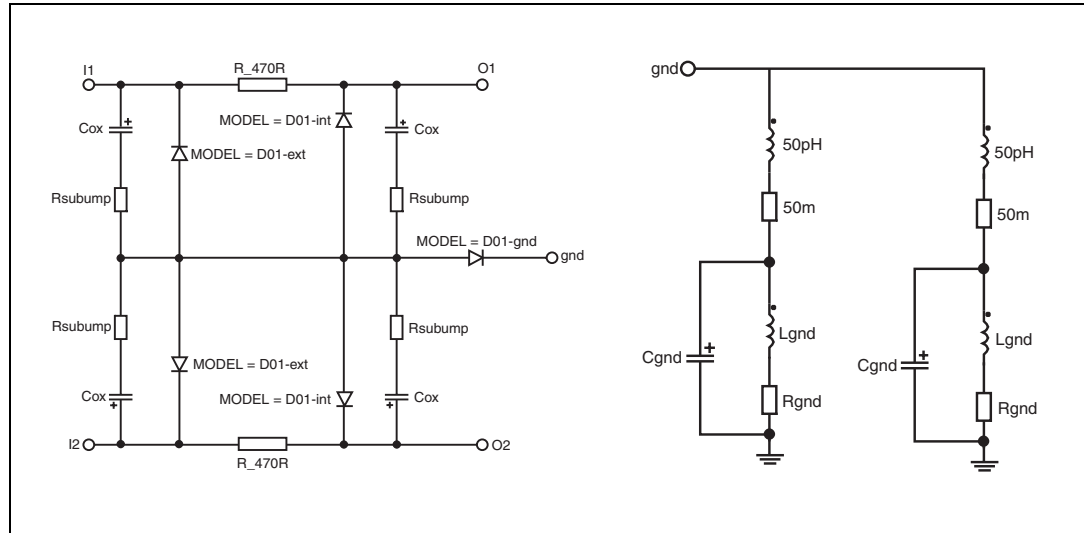 I1
R_470R
O1
Cox
MODEL = D01-int
Cox
MODEL = D01-ext
Rsubump
Rsubump
MODEL = D01-gnd
gnd
Rsubump
Rsubump
MODEL = D01-ext
Cox
MODEL = D01-int
Cox
I2
R_470R
O2
gnd
50pH
50m
Cgnd
Lgnd
Rgnd
50pH
50m
Cgnd
Lgnd
Rgnd
+
+
+
+
+
+